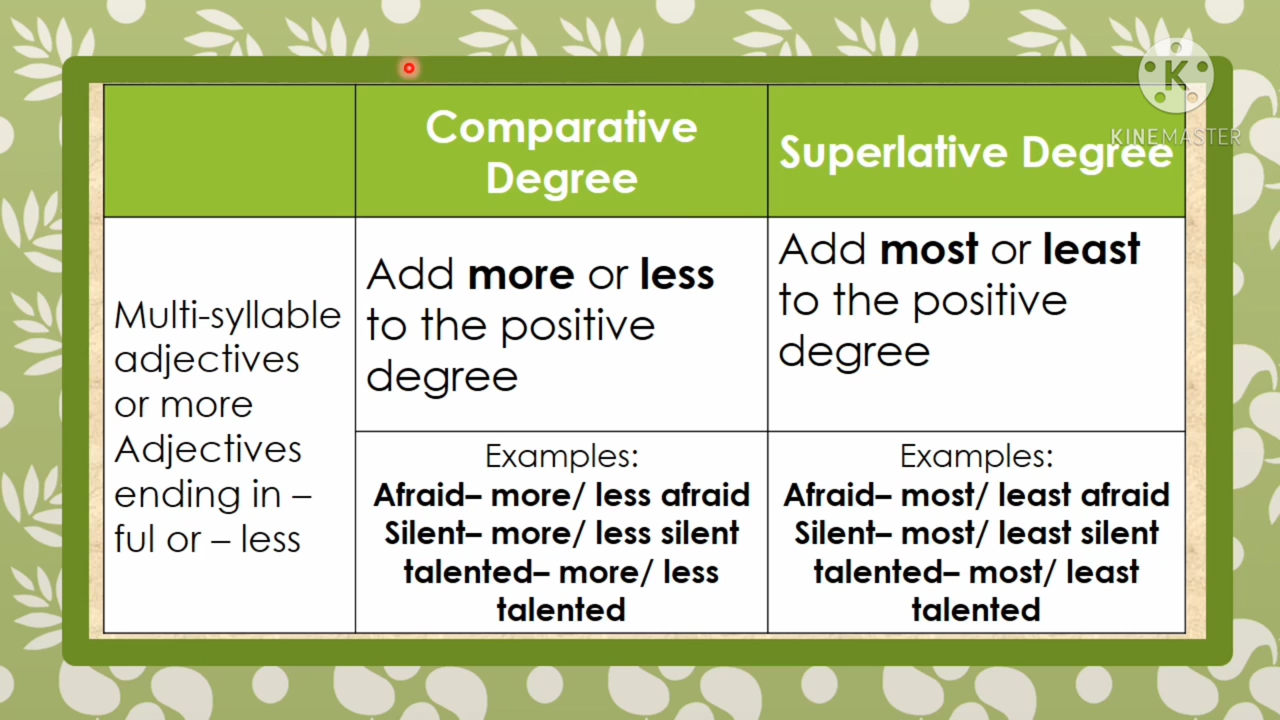 Comparative
Degree
Superlative Degree
K
KINEMASTER
Multi-syllable
adjectives
or more
Adjectives
ending in –
ful or – less
Add more or less
to the positive
degree
Add most or least
to the positive
degree
Examples:
Afraid– more/ less afraid
Silent– more/ less silent
talented– more/ less
talented
Examples:
Afraid– most/ least afraid
Silent– most/ least silent
talented– most/ least
talented